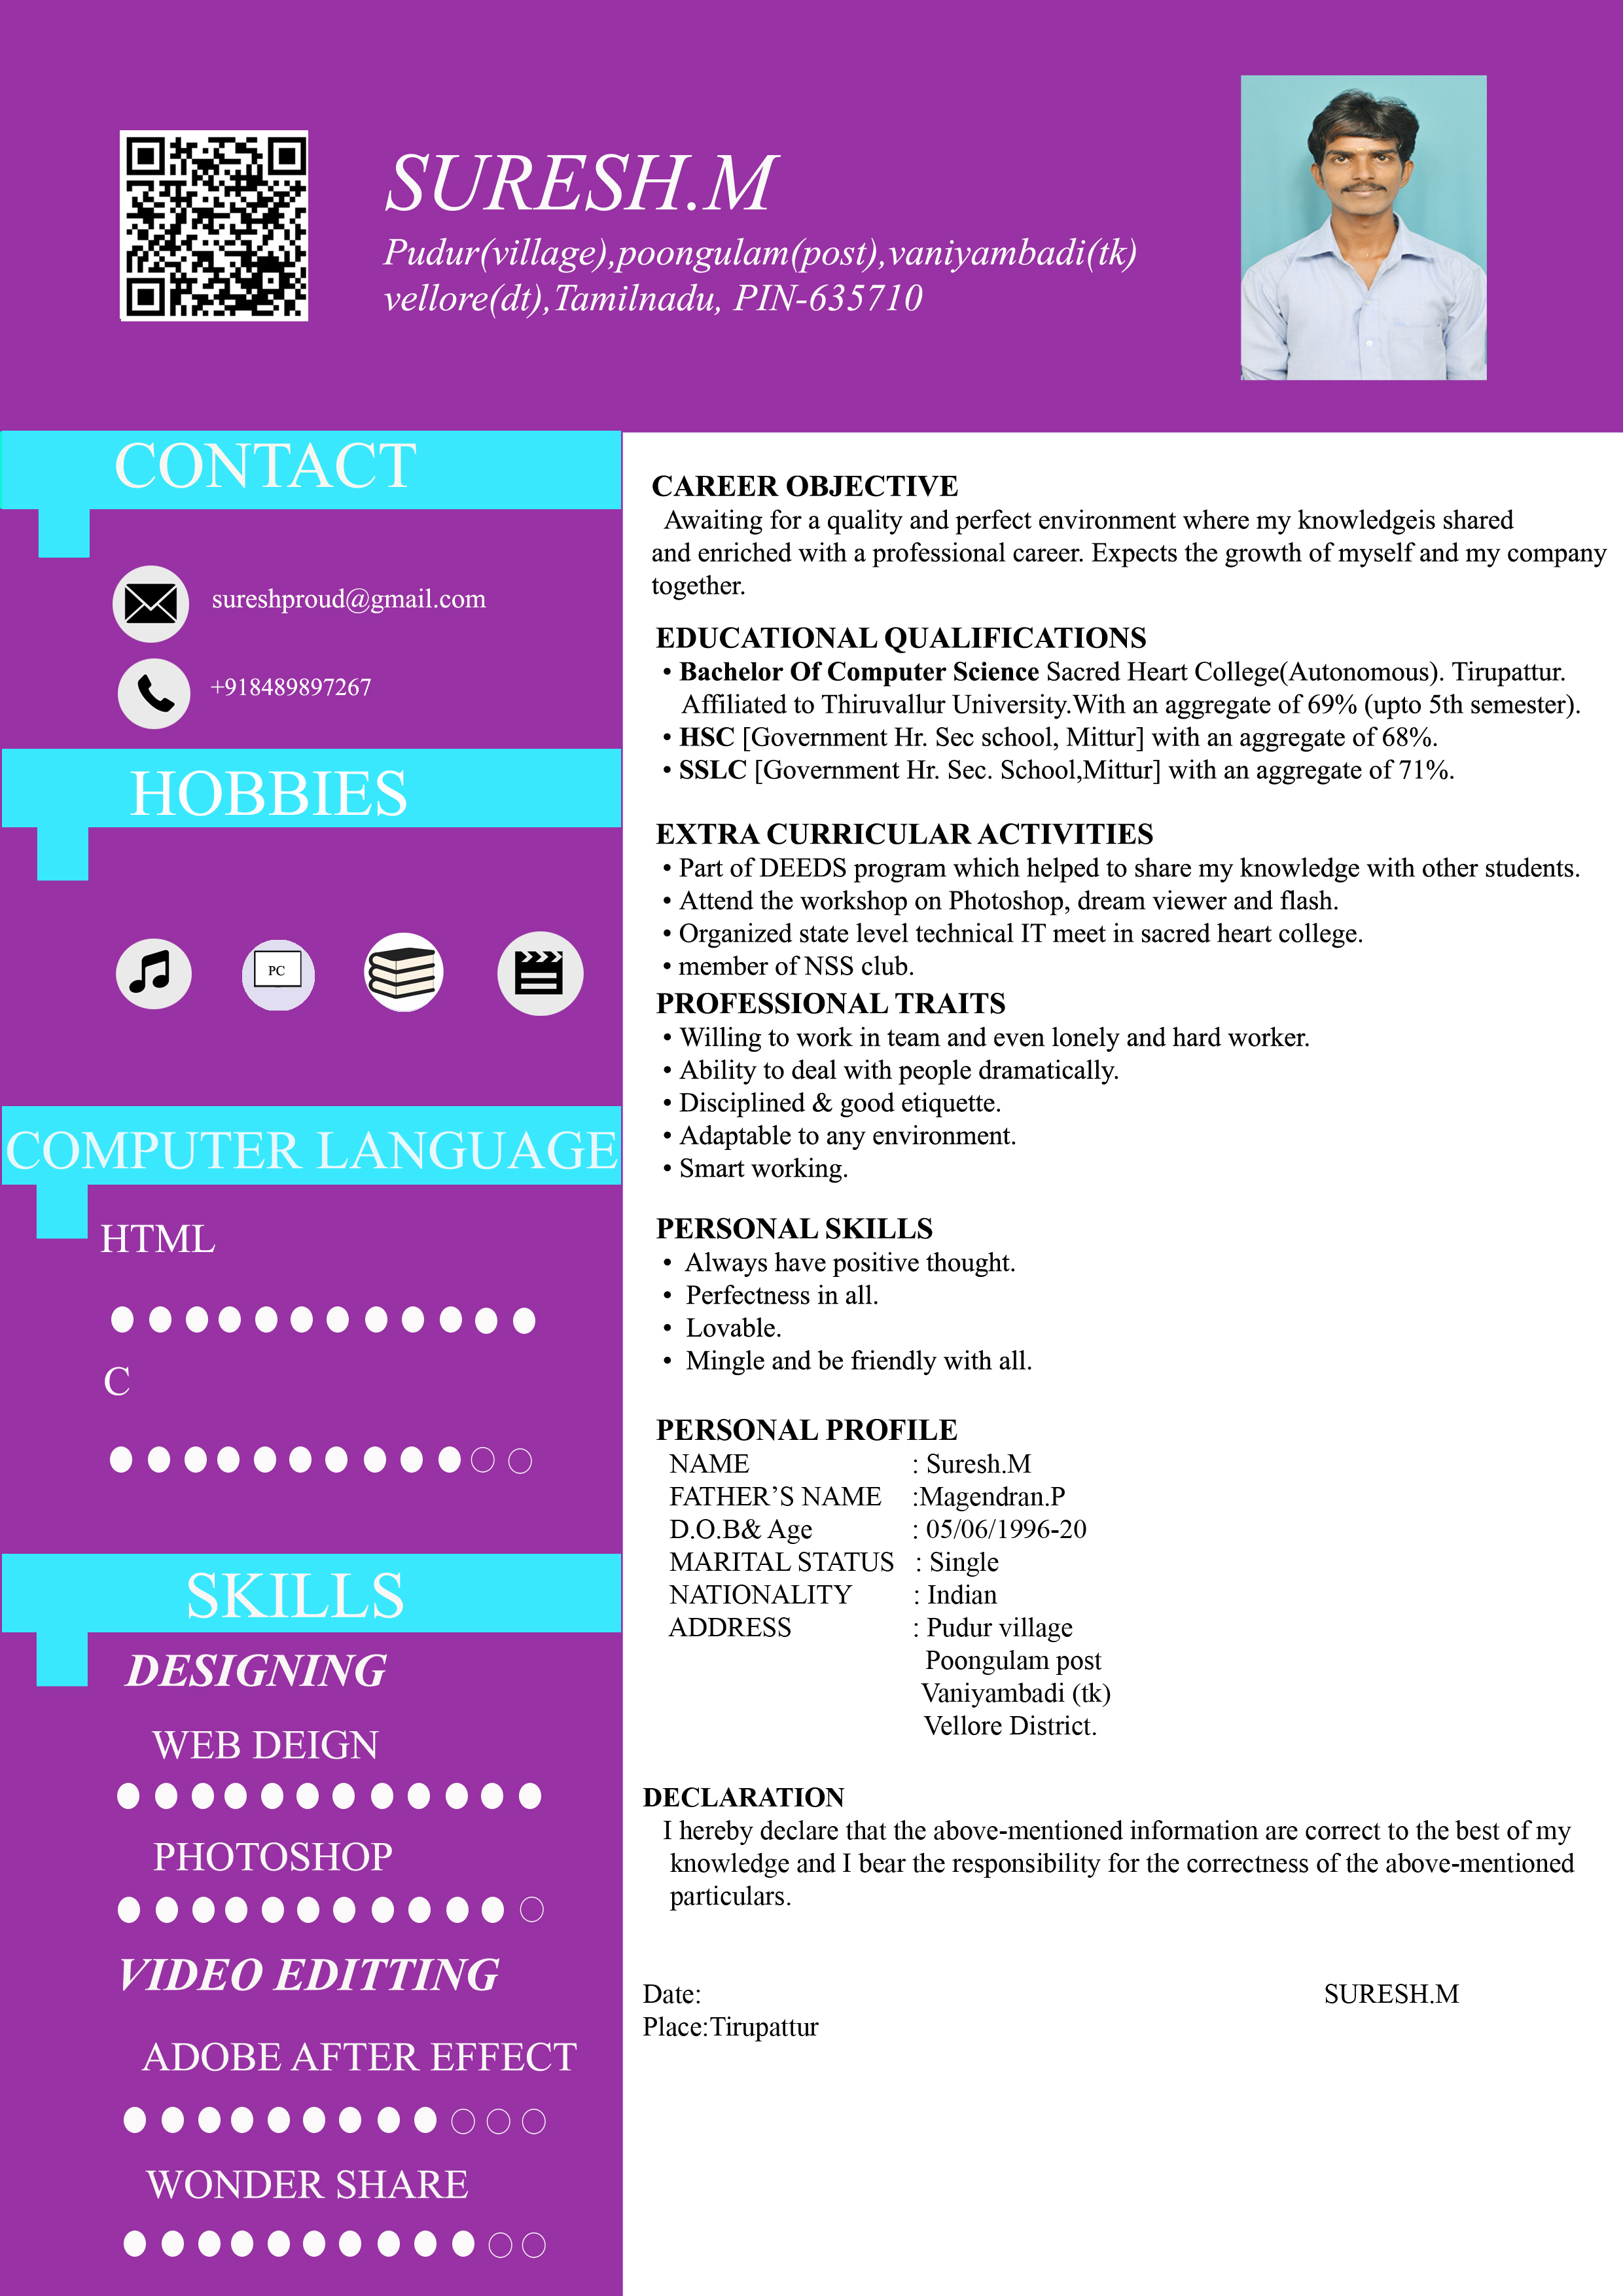 SURESH.M
Pudur(village),poongulam(post),vaniyambadi(tk)
vellore(dt),Tamilnadu, PIN-635710
CONTACT
sureshproud@gmail.com
+918489897267
HOBBIES
PC
COMPUTER LANGUAGE
HTML
C
SKILLS
DESIGNING
WEB DEIGN
PHOTOSHOP
VIDEO EDITTING
ADOBE AFTER EFFECT
WONDER SHARE
CAREER OBJECTIVE
Awaiting for a quality and perfect environment where my knowledgeis shared
and enriched with a professional career. Expects the growth of myself and my company
together.
EDUCATIONAL QUALIFICATIONS
• Bachelor Of Computer Science Sacred Heart College(Autonomous). Tirupattur.
Affiliated to Thiruvallur University.With an aggregate of 69% (upto 5th semester).
• HSC [Government Hr. Sec school, Mittur] with an aggregate of 68%.
• SSLC [Government Hr. Sec. School,Mittur] with an aggregate of 71%.
EXTRA CURRICULAR ACTIVITIES
• Part of DEEDS program which helped to share my knowledge with other students.
• Attend the workshop on Photoshop, dream viewer and flash.
• Organized state level technical IT meet in sacred heart college.
• member of NSS club.
PROFESSIONAL TRAITS
• Willing to work in team and even lonely and hard worker.
• Ability to deal with people dramatically.
• Disciplined & good etiquette.
• Adaptable to any environment.
• Smart working.
PERSONAL SKILLS
• Always have positive thought.
• Perfectness in all.
• Lovable.
• Mingle and be friendly with all.
PERSONAL PROFILE
NAME : Suresh.M
FATHER’S NAME :Magendran.P
D.O.B& Age : 05/06/1996-20
MARITAL STATUS : Single
NATIONALITY : Indian
ADDRESS : Pudur village
Poongulam post
Vaniyambadi (tk)
Vellore District.
DECLARATION
I hereby declare that the above-mentioned information are correct to the best of my
knowledge and I bear the responsibility for the correctness of the above-mentioned
particulars.
Date: SURESH.M
Place:Tirupattur